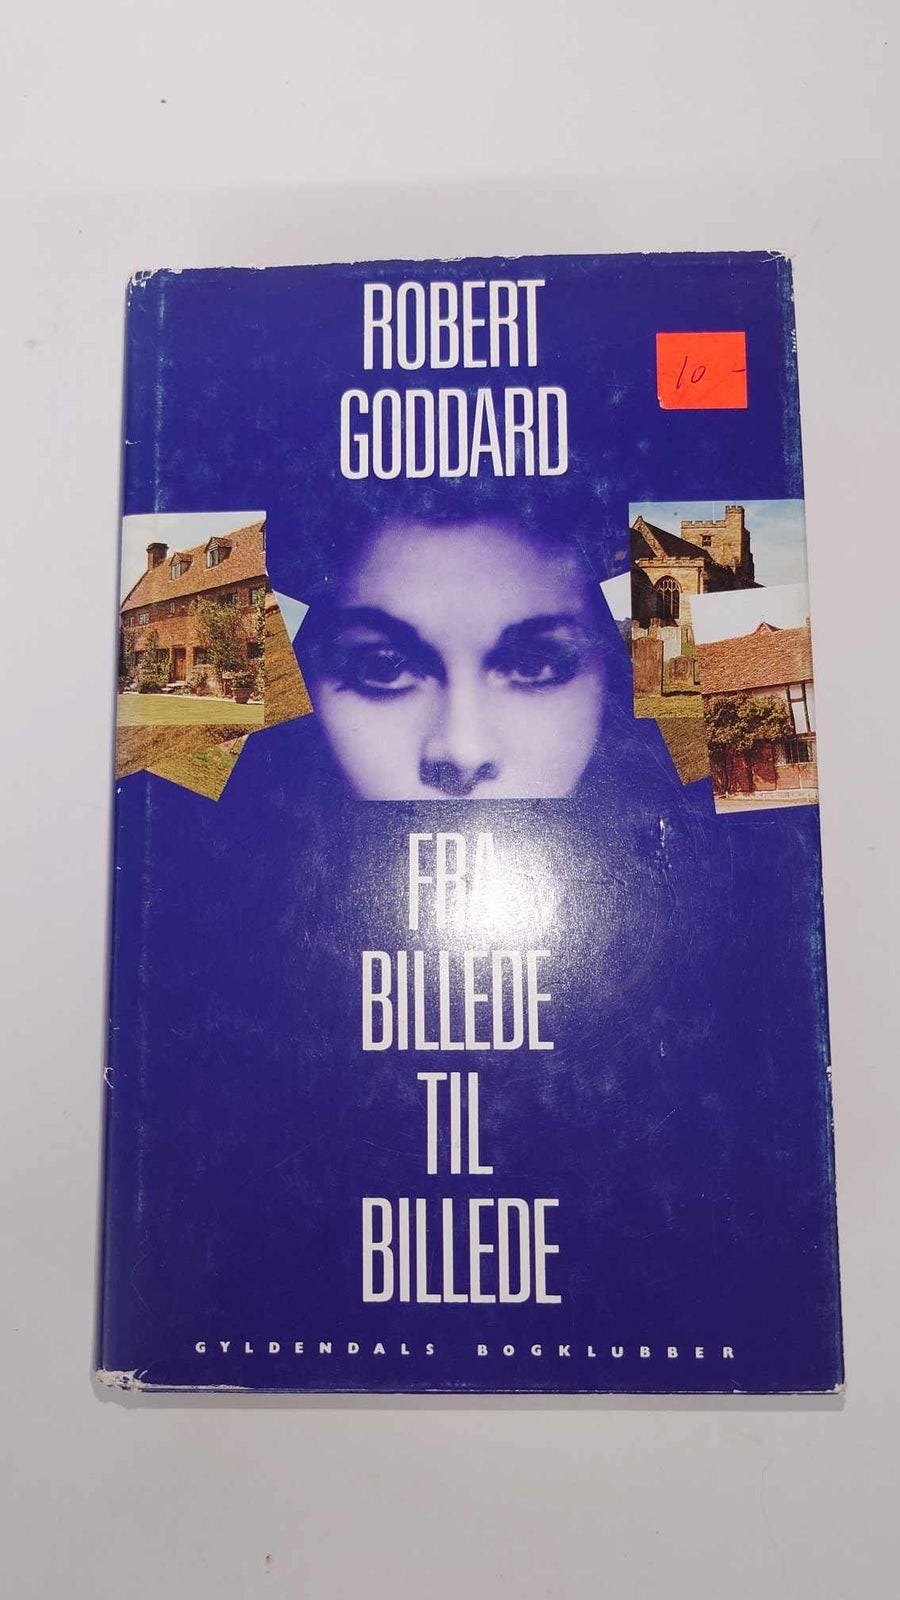 ROBERT
GODDARD
10 -
FRA
BILLEDE
TIL
BILLEDE
GYLDENDALS BOGKLUBBER